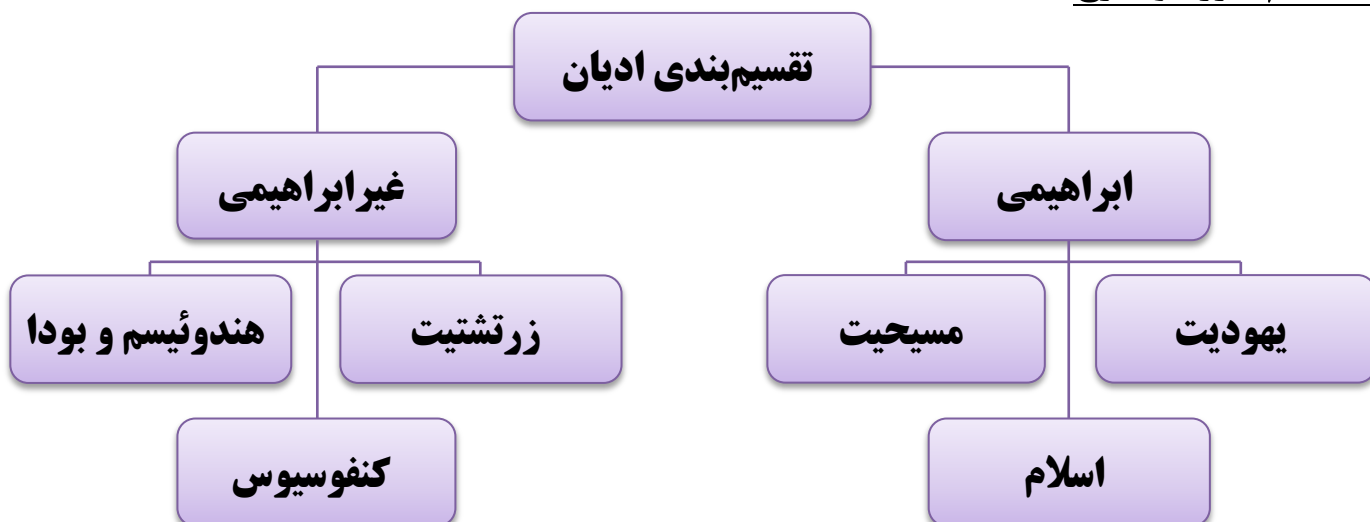 تقسیم‌بندی ادیان
ابراهیمی
غیرابراهیمی
یهودیت
مسیحیت
زرتشتیت
هندوئیسم و بودا
اسلام
کنفوسیوس